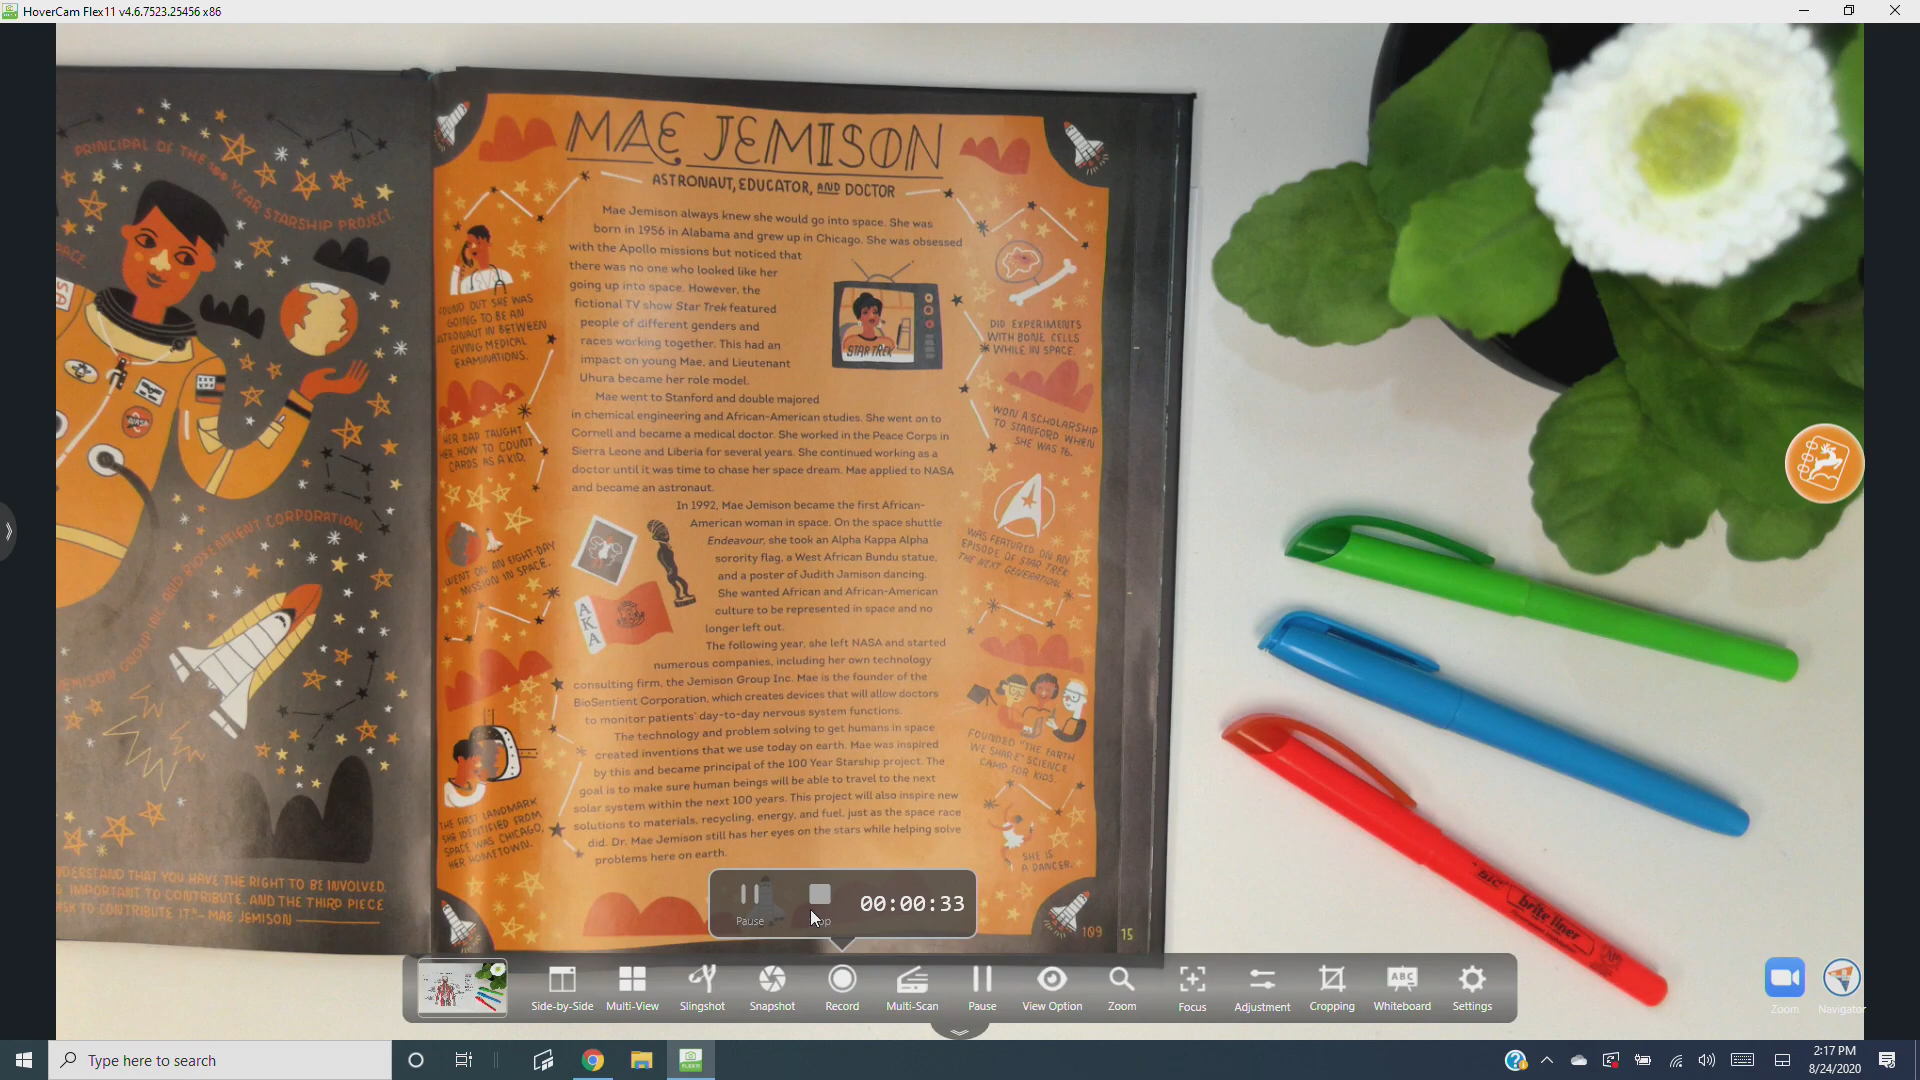 HoverCam Flex11 v4.6.7523.25456 x86
PRINCIPAL OF THE 100 YEAR STARSHIP PROJECT.
SPACE.
NASA
JEMISON GROUP INC. AND BIOSENTIENT CORPORATION.
UNDERSTAND THAT YOU HAVE THE RIGHT TO BE INVOLVED.
IMPORTANT TO CONTRIBUTE. AND THE THIRD PIECE
TO CONTRIBUTE IT."— MAE JEMISON
MAE JEMISON
ASTRONAUT, EDUCATOR, AND DOCTOR
Mae Jemison always knew she would go into space. She was
born in 1956 in Alabama and grew up in Chicago. She was obsessed
with the Apollo missions but noticed that
there was no one who looked like her
going up into space. However, the
fictional TV show Star Trek featured
people of different genders and
races working together. This had an
impact on young Mae, and Lieutenant
Uhura became her role model.
STAR TREK
Mae went to Stanford and double majored
in chemical engineering and African-American studies. She went on to
Cornell and became a medical doctor. She worked in the Peace Corps in
Sierra Leone and Liberia for several years. She continued working as a
doctor until it was time to chase her space dream. Mae applied to NASA
and became an astronaut.
In 1992, Mae Jemison became the first African-
American woman in space. On the space shuttle
Endeavour, she took an Alpha Kappa Alpha
sorority flag, a West African Bundu statue,
and a poster of Judith Jamison dancing.
She wanted African and African-American
culture to be represented in space and no
longer left out.
AKA
The following year, she left NASA and started
numerous companies, including her own technology
consulting firm, the Jemison Group Inc. Mae is the founder of the
BioSentient Corporation, which creates devices that will allow doctors
to monitor patients' day-to-day nervous system functions.
The technology and problem solving to get humans in space
created inventions that we use today on earth. Mae was inspired
by this and became principal of the 100 Year Starship project. The
goal is to make sure human beings will be able to travel to the next
solar system within the next 100 years. This project will also inspire new
solutions to materials, recycling, energy, and fuel, just as the space race
did. Dr. Mae Jemison still has her eyes on the stars while helping solve
problems here on earth.
FOUND OUT SHE WAS
GOING TO BE AN
ASTRONAUT IN BETWEEN
GIVING MEDICAL
EXAMINATIONS.
HER DAD TAUGHT
HER HOW TO COUNT
CARDS AS A KID.
WENT ON AN EIGHT-DAY
MISSION IN SPACE.
THE FIRST LANDMARK
SHE IDENTIFIED FROM
SPACE WAS CHICAGO,
HER HOMETOWN.
DID EXPERIMENTS
WITH BONE CELLS
WHILE IN SPACE.
WON A SCHOLARSHIP
TO STANFORD WHEN
SHE WAS 16.
WAS FEATURED ON AN
EPISODE OF STAR TREK:
THE NEXT GENERATION.
FOUNDED "THE EARTH
WE SHARE" SCIENCE
CAMP FOR KIDS.
SHE IS
A DANCER.
109
15
BIC
brite liner
Pause
00:00:33
Side-by-Side
Multi-View
Slingshot
Snapshot
Record
Multi-Scan
Pause
View Option
Zoom
Focus
Adjustment
Cropping
ABC
Whiteboard
Settings
Zoom
Navigator
Type here to search
FLEX11
2:17 PM
8/24/2020